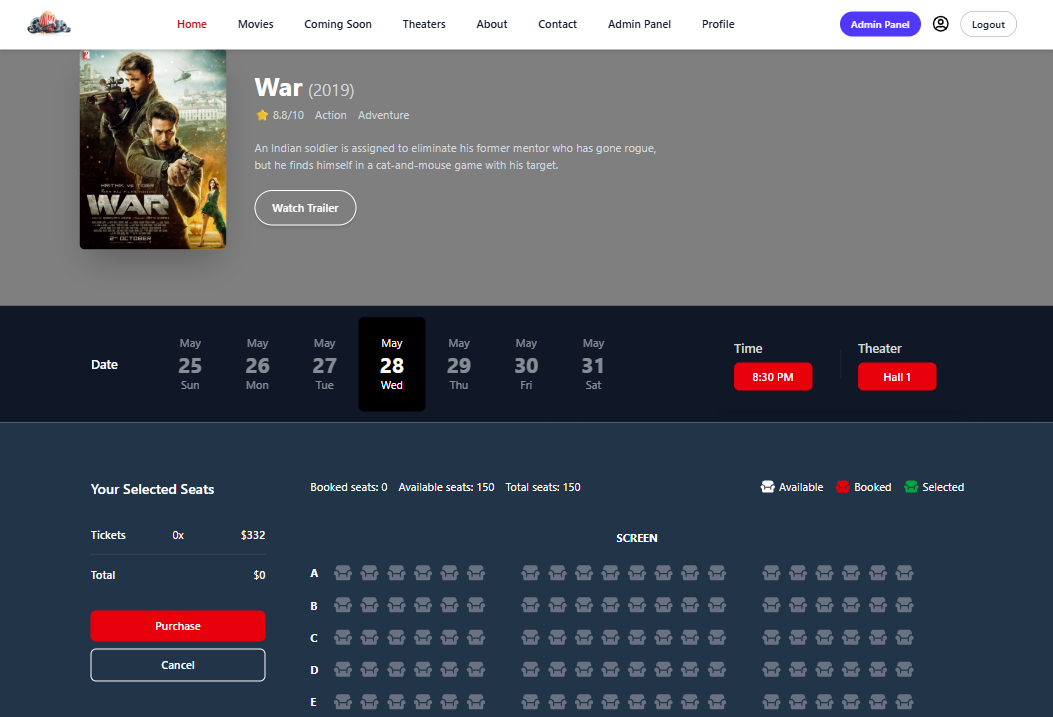 Home Movies Coming Soon Theaters About Contact Admin Panel Profile Admin Panel Logout
War (2019)
8.8/10 Action Adventure
An Indian soldier is assigned to eliminate his former mentor who has gone rogue,
but he finds himself in a cat-and-mouse game with his target.
Watch Trailer
HRITHIK VS TIGER
WAR
2ND OCTOBER
Date
May May May May May May May
25 26 27 28 29 30 31
Sun Mon Tue Wed Thu Fri Sat
Time Theater
8:30 PM Hall 1
Your Selected Seats
Booked seats: 0 Available seats: 150 Total seats: 150
Available Booked Selected
Tickets 0x $332
Total $0
Purchase
Cancel
SCREEN
A
B
C
D
E